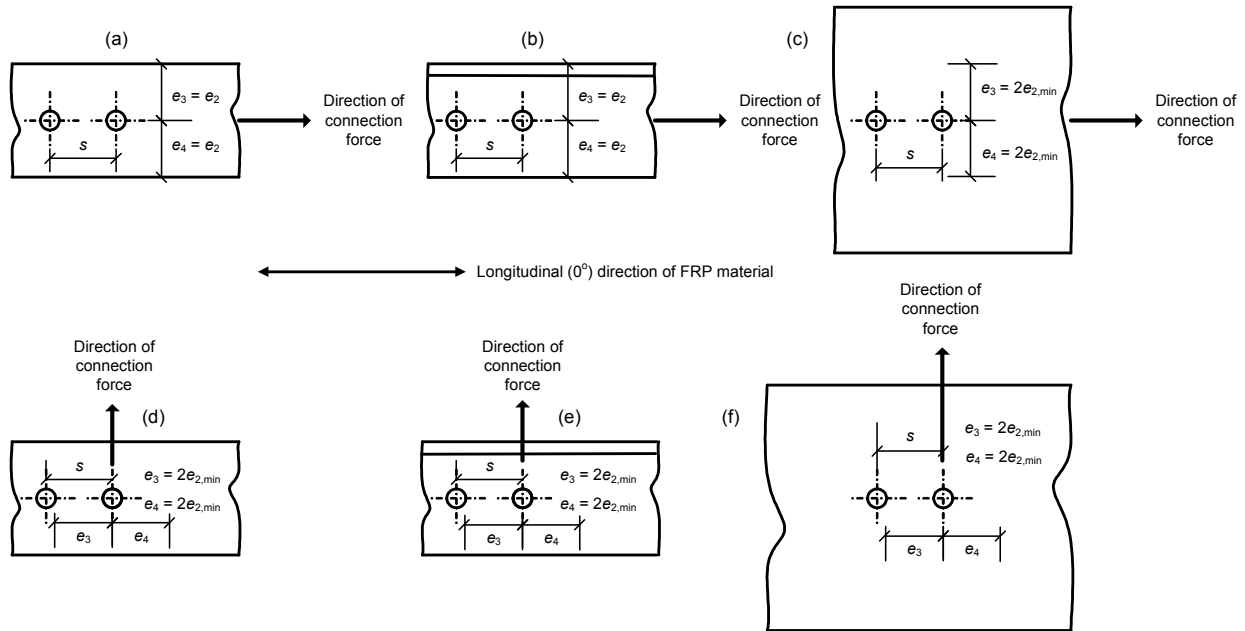 (a)
e3 = e2
e4 = e2
s
Direction of
connection
force
(b)
e3 = e2
e4 = e2
s
Direction of
connection
force
(c)
e3 = 2e2,min
e4 = 2e2,min
s
Direction of
connection
force
Longitudinal (0o) direction of FRP material
Direction of
connection
force
(d)
s
e3 = 2e2,min
e4 = 2e2,min
e3
e4
Direction of
connection
force
(e)
s
e3 = 2e2,min
e4 = 2e2,min
e3
e4
Direction of
connection
force
(f)
s
e3 = 2e2,min
e4 = 2e2,min
e3
e4